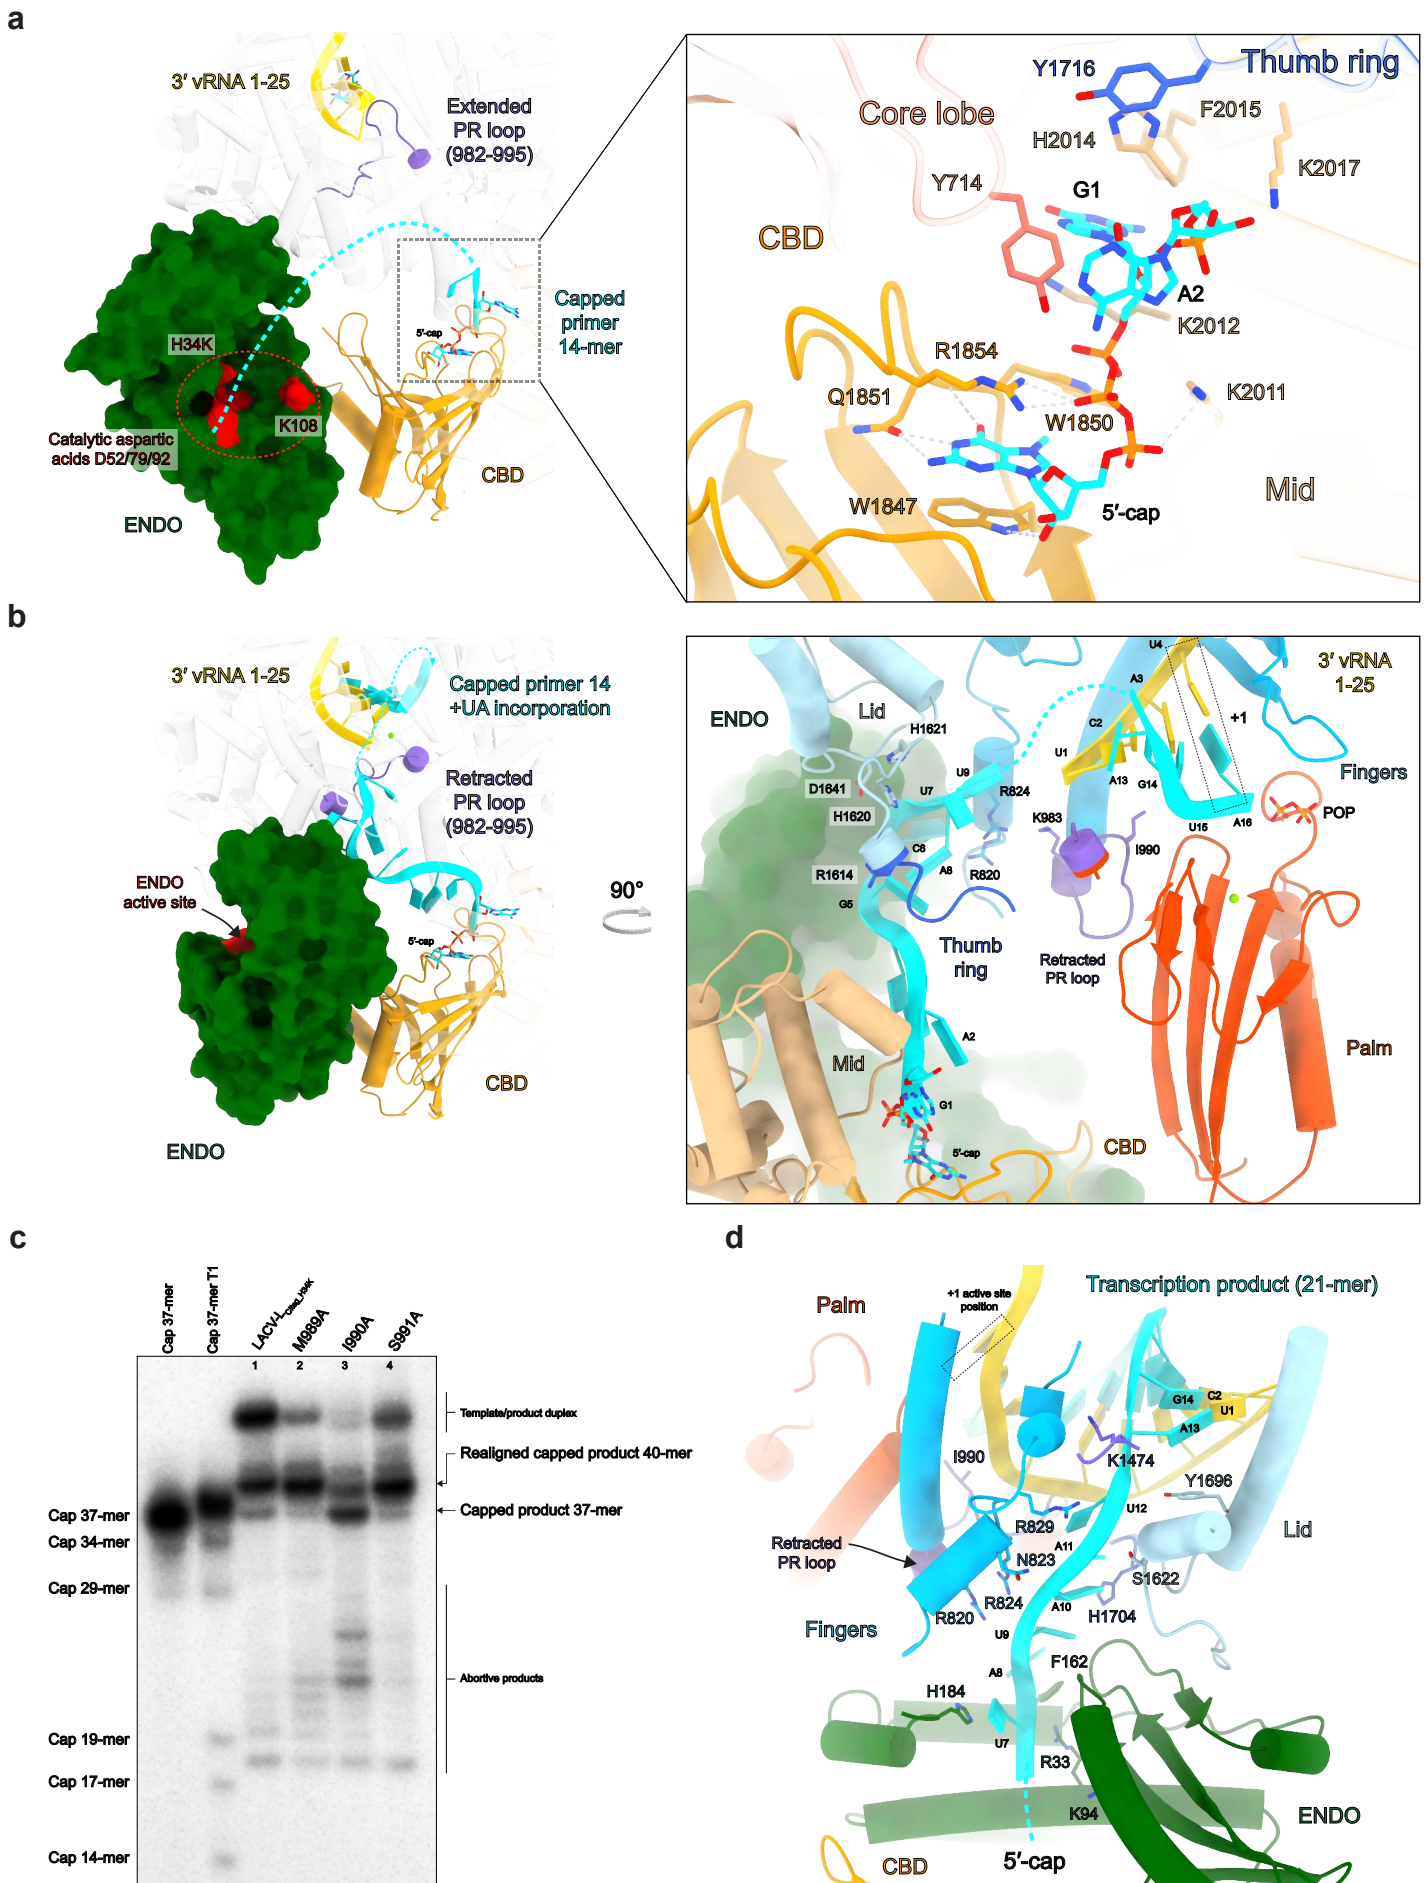 a
3′ vRNA 1-25
Extended
PR loop
(982-995)
H34K
K108
Catalytic aspartic
acids D52/79/92
ENDO
5′-cap
CBD
Capped
primer
14-mer
Y1716
Thumb ring
Core lobe
F2015
H2014
K2017
Y714
G1
CBD
A2
K2012
R1854
Q1851
W1850
K2011
W1847
5′-cap
Mid
b
3′ vRNA 1-25
Capped primer 14
+UA incorporation
Retracted
PR loop
(982-995)
ENDO
active site
5′-cap
CBD
ENDO
90°
ENDO
Lid
H1621
D1641
H1620
U7
U9
R824
C6
A8
R820
R1614
G5
Thumb
ring
Mid
A2
G1
5′-cap
CBD
U4
3′ vRNA
1-25
A3
C2
+1
U1
A13
G14
Fingers
K983
U15
A16
POP
I990
Retracted
PR loop
Palm
c
Cap 37-mer
Cap 37-mer T1
LACV-LCItag_H34K
M989A
I990A
S991A
1
2
3
4
Template/product duplex
Realigned capped product 40-mer
Capped product 37-mer
Cap 37-mer
Cap 34-mer
Cap 29-mer
Abortive products
Cap 19-mer
Cap 17-mer
Cap 14-mer
d
+1 active site
position
Transcription product (21-mer)
Palm
G14
C2
U1
A13
I990
K1474
Y1696
U12
R829
Lid
Retracted
PR loop
A11
N823
S1622
R824
A10
H1704
R820
Fingers
U9
F162
A8
H184
U7
R33
K94
ENDO
CBD
5′-cap